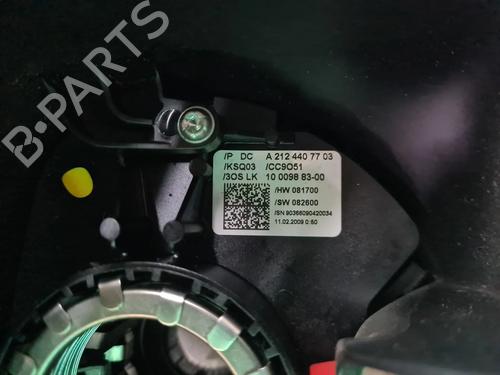 B-PARTS
/P DC A 212 440 77 03
/KSQ03 /CC9O51
/3OS LK 10 0098 83-00
/HW 081700
/SW 082600
/SN 90366090420034
11.02.2009 0:50